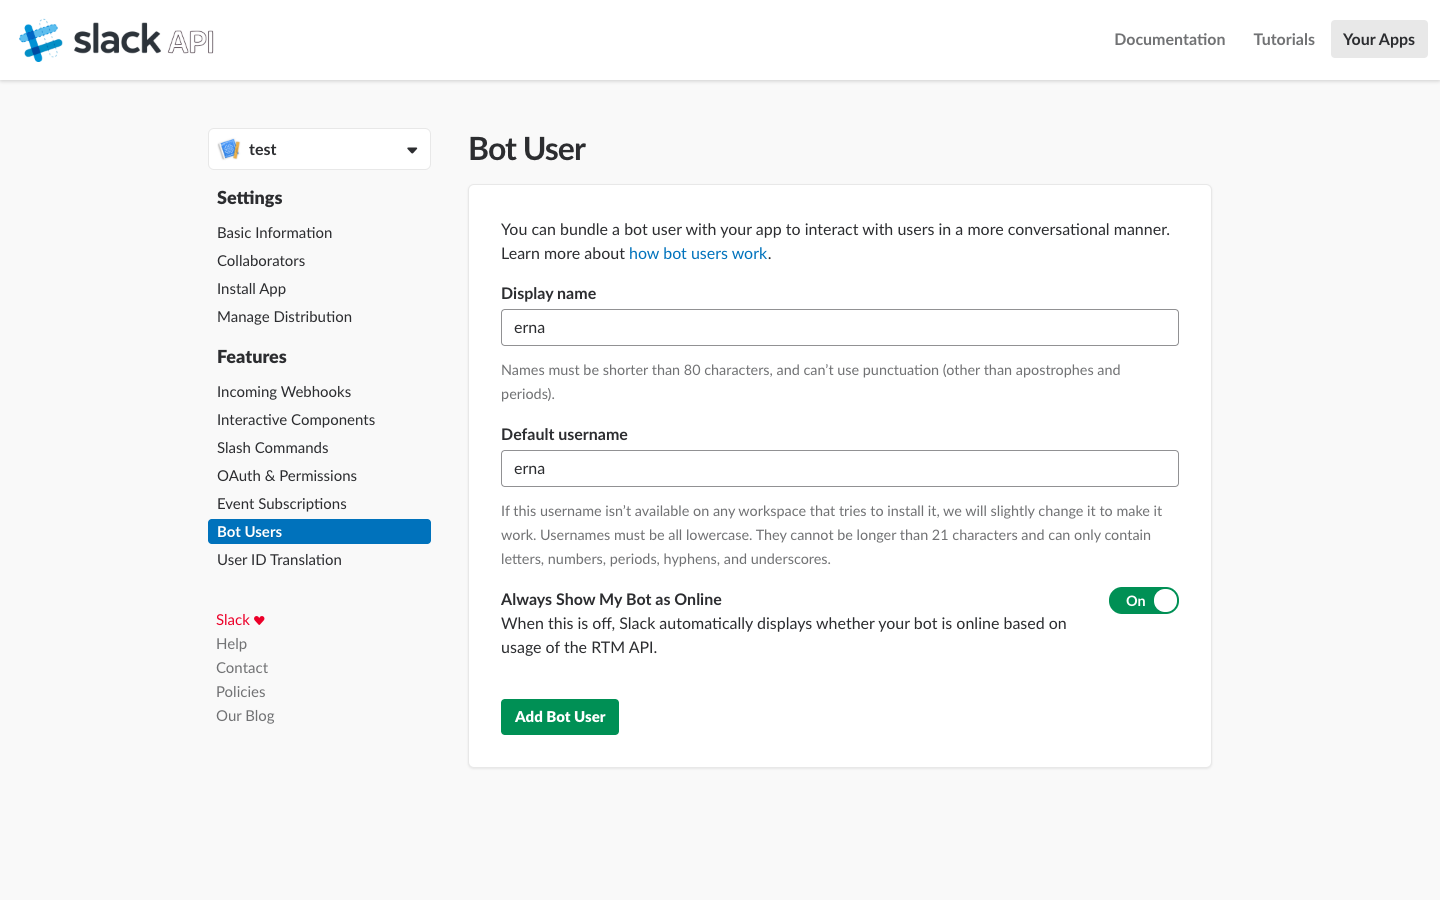 slack API
Documentation
Tutorials
Your Apps
test
Settings
Basic Information
Collaborators
Install App
Manage Distribution
Features
Incoming Webhooks
Interactive Components
Slash Commands
OAuth & Permissions
Event Subscriptions
Bot Users
User ID Translation
Slack ♥
Help
Contact
Policies
Our Blog
Bot User
You can bundle a bot user with your app to interact with users in a more conversational manner.
Learn more about how bot users work.
Display name
erna
Names must be shorter than 80 characters, and can’t use punctuation (other than apostrophes and
periods).
Default username
erna
If this username isn’t available on any workspace that tries to install it, we will slightly change it to make it
work. Usernames must be all lowercase. They cannot be longer than 21 characters and can only contain
letters, numbers, periods, hyphens, and underscores.
Always Show My Bot as Online
On
When this is off, Slack automatically displays whether your bot is online based on
usage of the RTM API.
Add Bot User